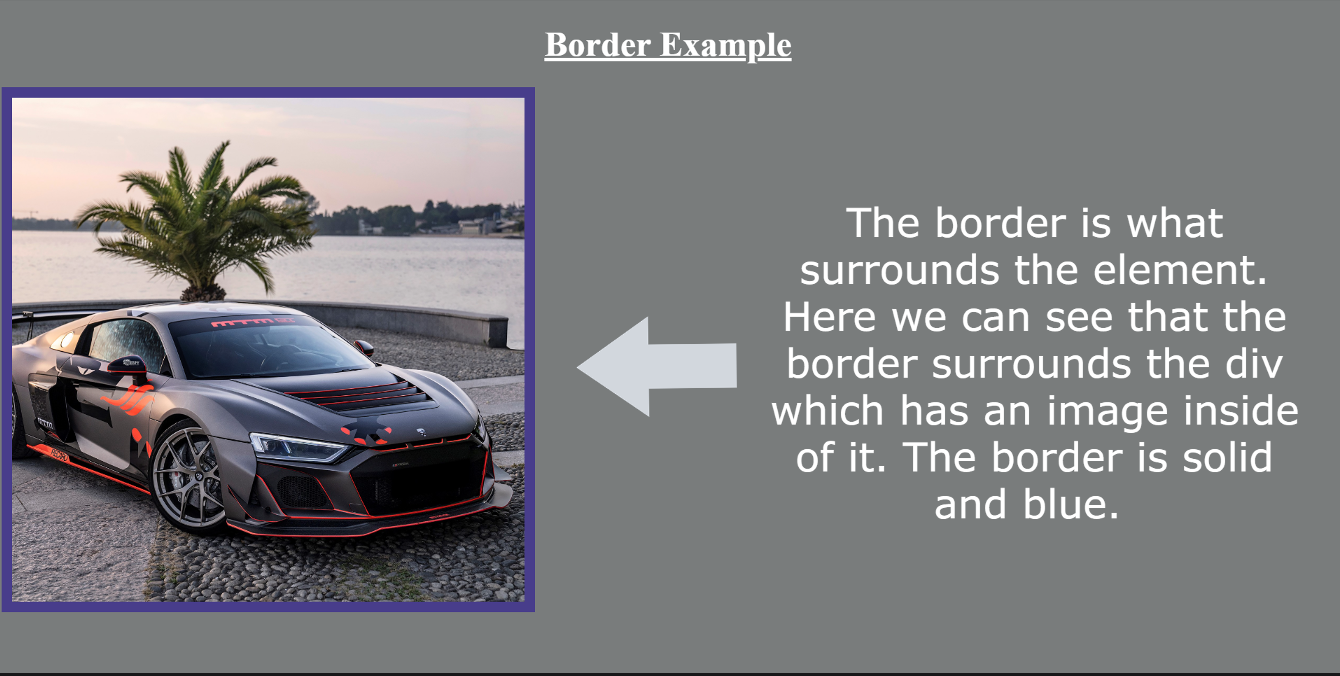 Border Example
The border is what
surrounds the element.
Here we can see that the
border surrounds the div
which has an image inside
of it. The border is solid
and blue.